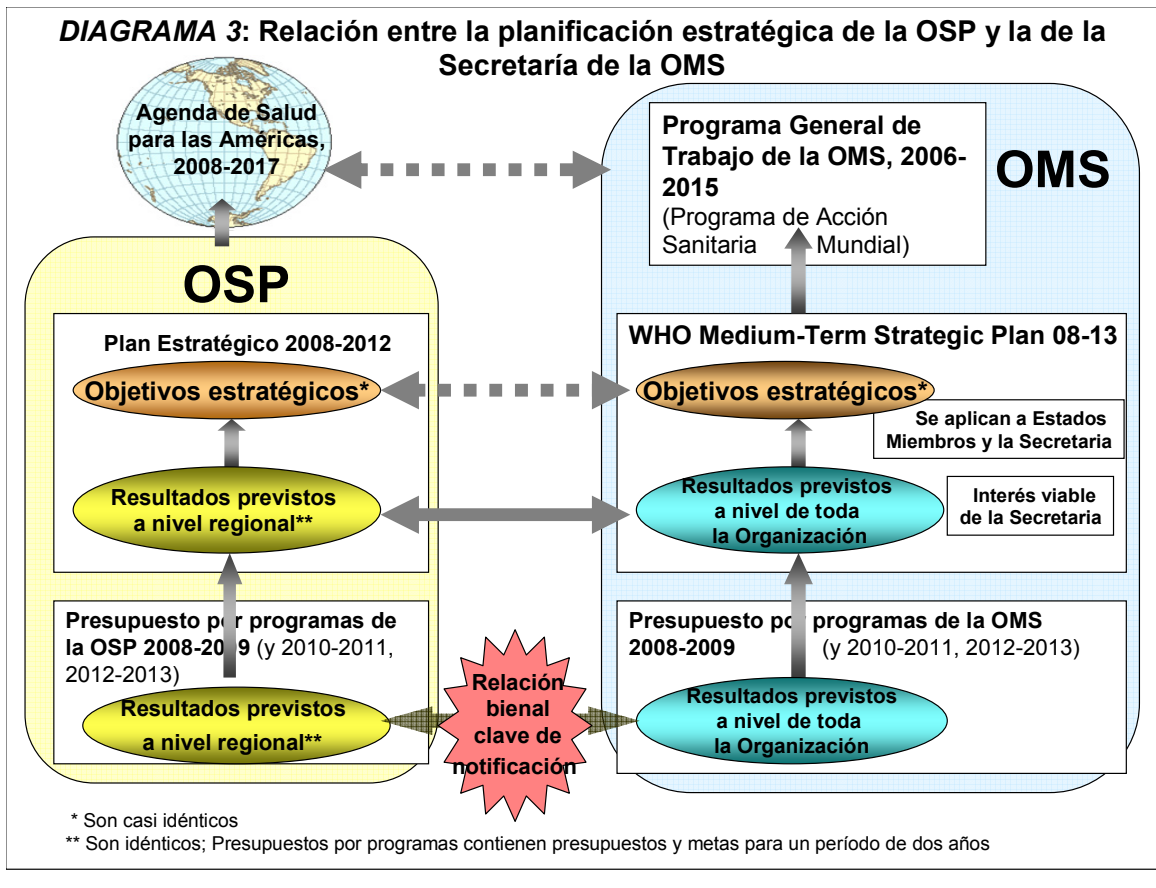 DIAGRAMA 3: Relación entre la planificación estratégica de la OSP y la de la
Secretaría de la OMS
Agenda de Salud
para las Américas,
2008-2017
OSP
Plan Estratégico 2008-2012
Objetivos estratégicos*
Resultados previstos
a nivel regional**
Presupuesto por programas de
la OSP 2008-2009 (y 2010-2011,
2012-2013)
Resultados previstos
a nivel regional**
Relación
bienal
clave de
notificación
OMS
Programa General de
Trabajo de la OMS, 2006-
2015
(Programa de Acción
Sanitaria Mundial)
WHO Medium-Term Strategic Plan 08-13
Objetivos estratégicos*
Se aplican a Estados
Miembros y la Secretaria
Resultados previstos
a nivel de toda
la Organización
Interés viable
de la Secretaria
Presupuesto por programas de la OMS
2008-2009 (y 2010-2011, 2012-2013)
Resultados previstos
a nivel de toda
la Organización
* Son casi idénticos
** Son idénticos; Presupuestos por programas contienen presupuestos y metas para un período de dos años